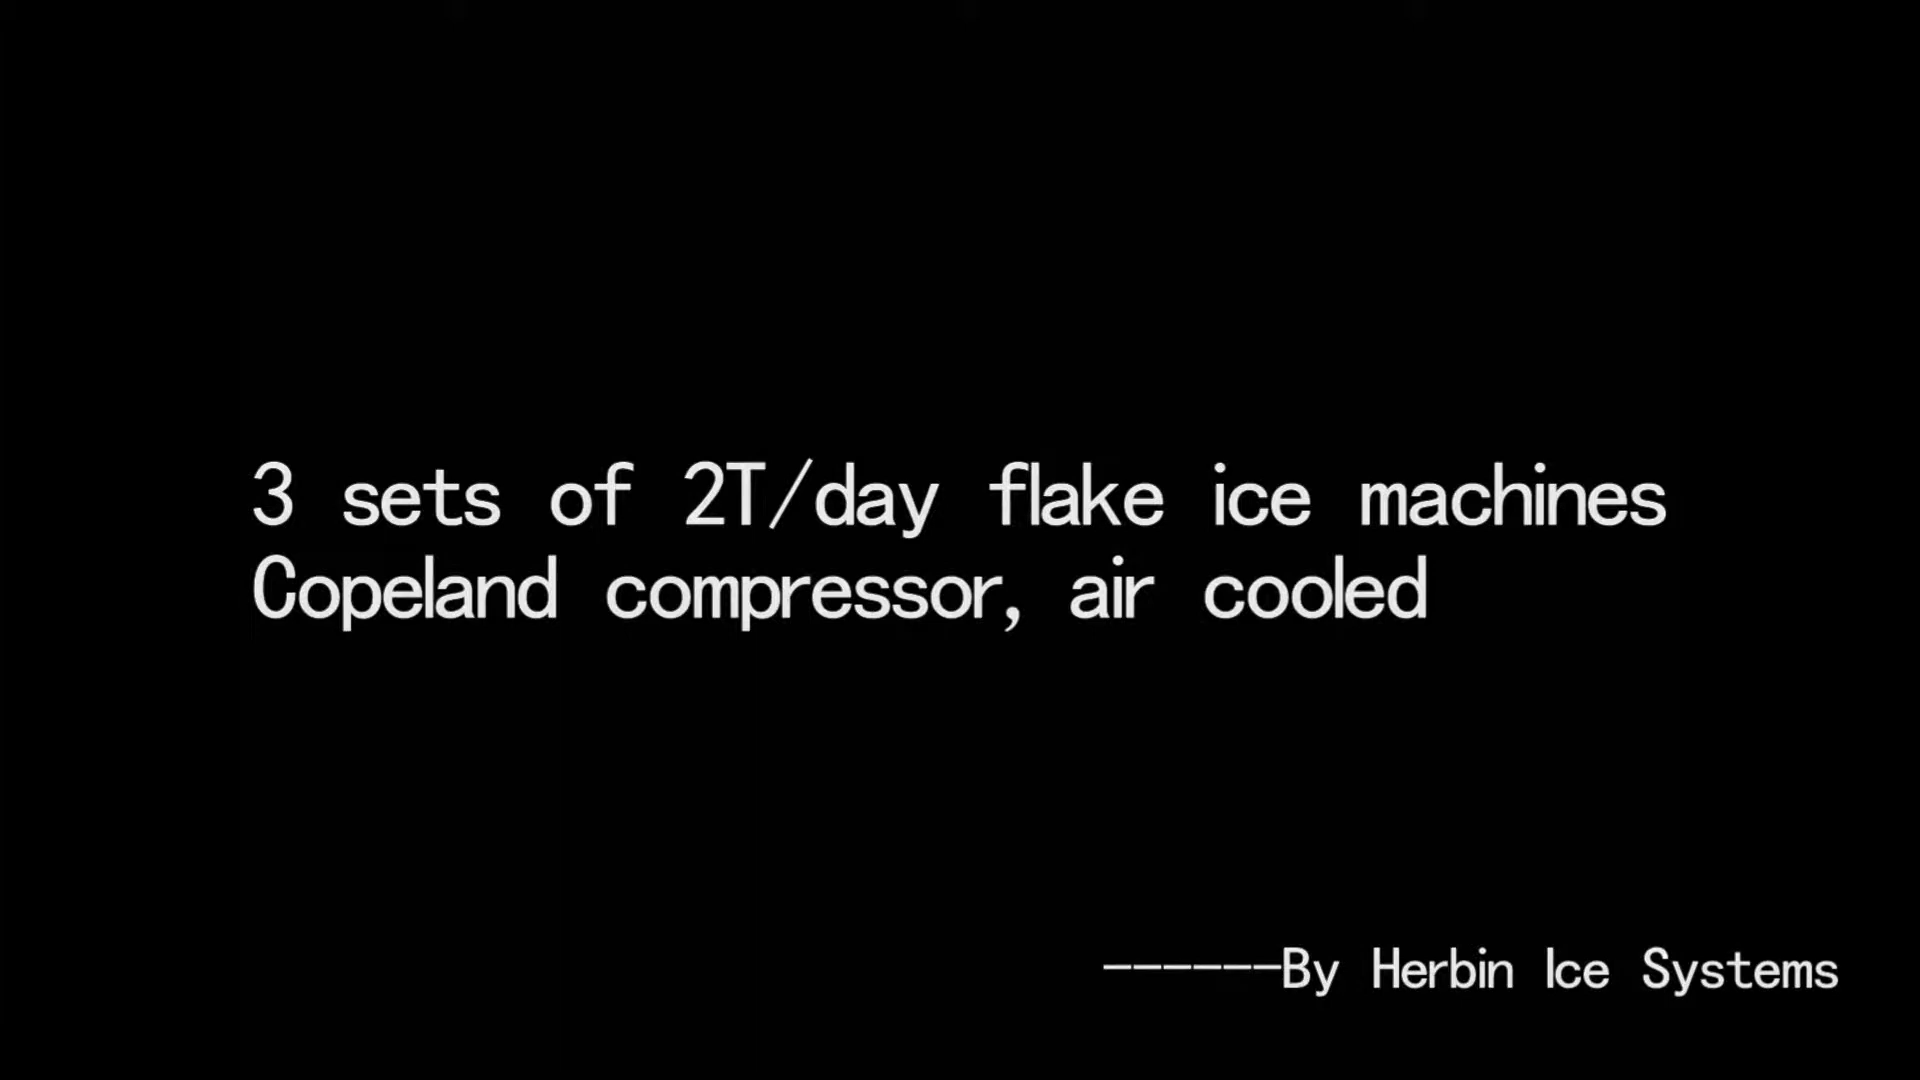 3 sets of 2T/day flake ice machines
Copeland compressor, air cooled
------By Herbin Ice Systems